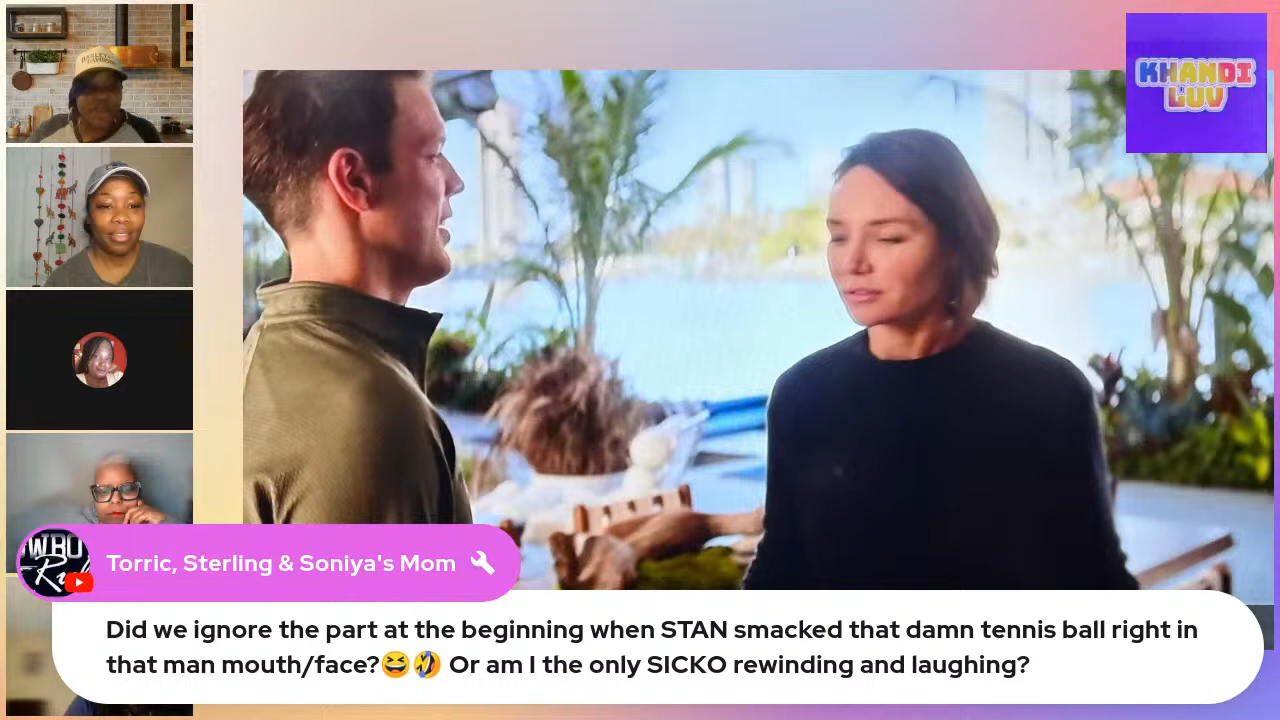 KHANDI
LUV
Torric, Sterling & Soniya's Mom
Did we ignore the part at the beginning when STAN smacked that damn tennis ball right in
that man mouth/face?😆🤣 Or am I the only SICKO rewinding and laughing?